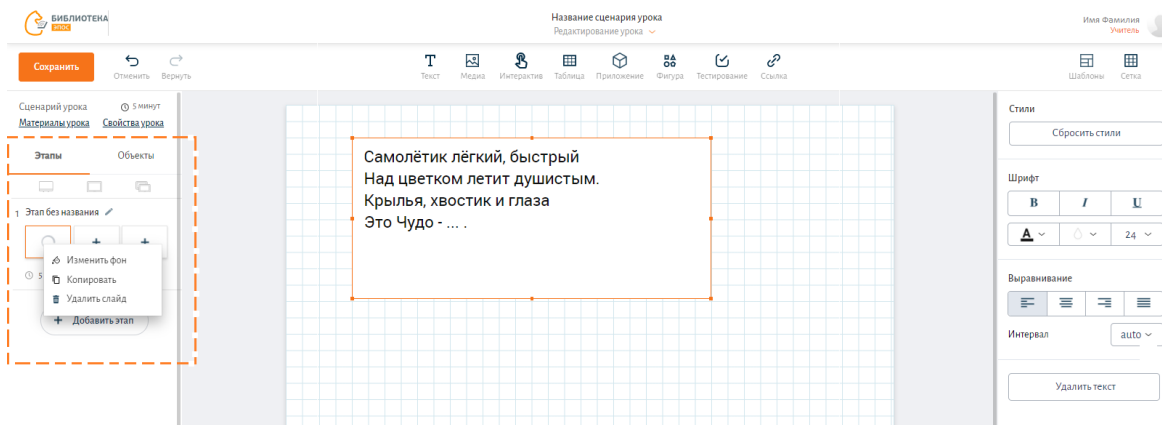 БИБЛИОТЕКА
ЭПОС
Название сценария урока
Редактирование урока
Имя Фамилия
Учитель
Сохранить
Отменить
Вернуть
Текст
Медиа
Интерактив
Таблица
Приложение
Фигура
Тестирование
Ссылка
Шаблоны
Сетка
Сценарий урока
5 минут
Материалы урока
Свойства урока
Этапы
Объекты
1 Этап без названия
5
Изменить фон
Копировать
Удалить слайд
+ Добавить этап
Самолётик лёгкий, быстрый
Над цветком летит душистым.
Крылья, хвостик и глаза
Это Чудо - ... .
Стили
Сбросить стили
Шрифт
B I U
A 24
Выравнивание
Интервал
auto
Удалить текст